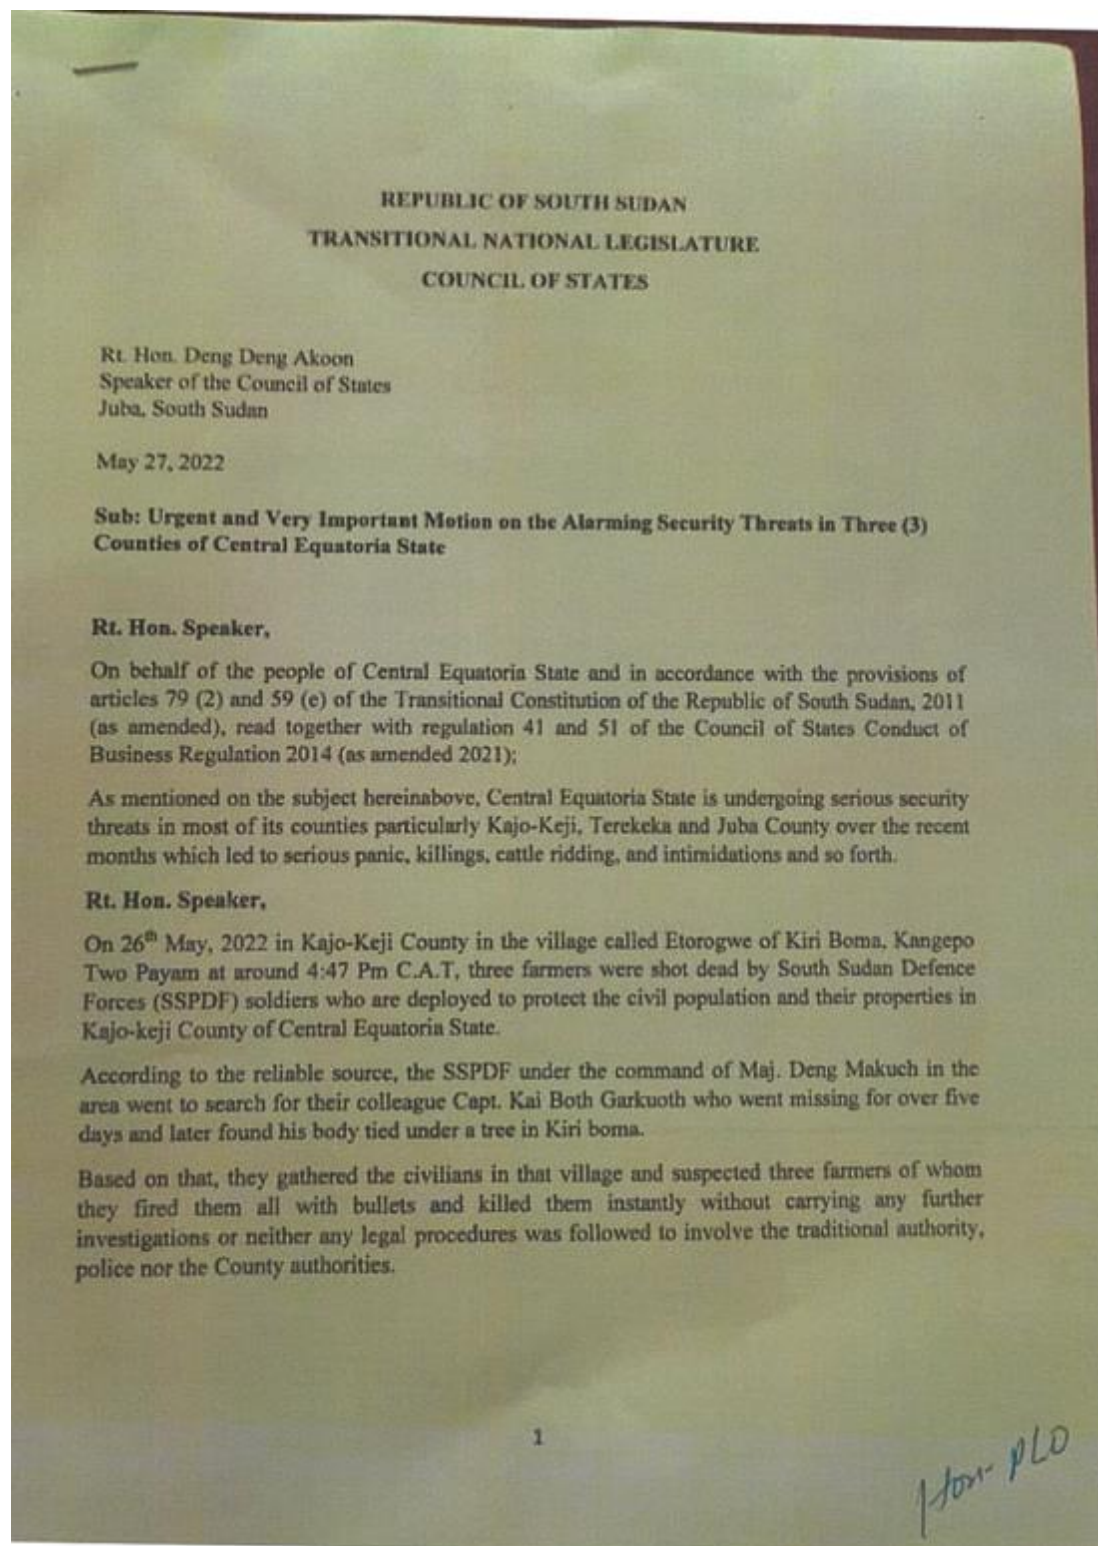 REPUBLIC OF SOUTH SUDAN
TRANSITIONAL NATIONAL LEGISLATURE
COUNCIL OF STATES
Rt. Hon. Deng Deng Akoon
Speaker of the Council of States
Juba, South Sudan
May 27, 2022
Sub: Urgent and Very Important Motion on the Alarming Security Threats in Three (3)
Counties of Central Equatoria State
Rt. Hon. Speaker,
On behalf of the people of Central Equatoria State and in accordance with the provisions of
articles 79 (2) and 59 (e) of the Transitional Constitution of the Republic of South Sudan, 2011
(as amended), read together with regulation 41 and 51 of the Council of States Conduct of
Business Regulation 2014 (as amended 2021);
As mentioned on the subject hereinabove, Central Equatoria State is undergoing serious security
threats in most of its counties particularly Kajo-Keji, Terekeka and Juba County over the recent
months which led to serious panic, killings, cattle ridding, and intimidations and so forth.
Rt. Hon. Speaker,
On 26th May, 2022 in Kajo-Keji County in the village called Etorogwe of Kiri Boma, Kangepo
Two Payam at around 4:47 Pm C.A.T, three farmers were shot dead by South Sudan Defence
Forces (SSPDF) soldiers who are deployed to protect the civil population and their properties in
Kajo-keji County of Central Equatoria State.
According to the reliable source, the SSPDF under the command of Maj. Deng Makuch in the
area went to search for their colleague Capt. Kai Both Garkuoth who went missing for over five
days and later found his body tied under a tree in Kiri boma.
Based on that, they gathered the civilians in that village and suspected three farmers of whom
they fired them all with bullets and killed them instantly without carrying any further
investigations or neither any legal procedures was followed to involve the traditional authority,
police nor the County authorities.
1
Hon- PLO